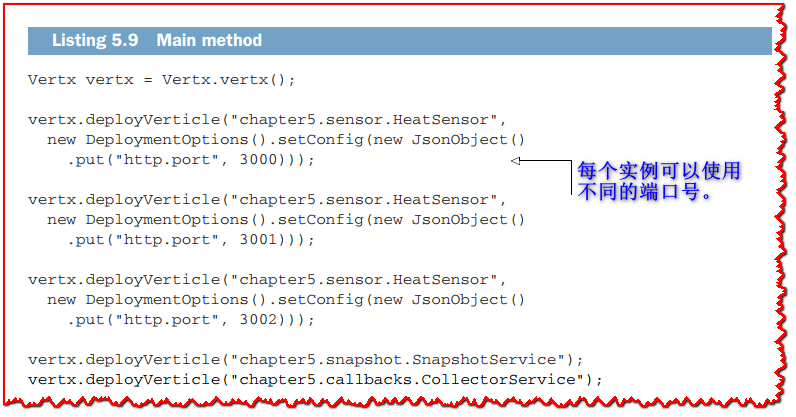 Listing 5.9 Main method
Vertx vertx = Vertx.vertx();
vertx.deployVerticle("chapter5.sensor.HeatSensor",
new DeploymentOptions().setConfig(new JsonObject()
.put("http.port", 3000)));
每个实例可以使用
不同的端口号。
vertx.deployVerticle("chapter5.sensor.HeatSensor",
new DeploymentOptions().setConfig(new JsonObject()
.put("http.port", 3001)));
vertx.deployVerticle("chapter5.sensor.HeatSensor",
new DeploymentOptions().setConfig(new JsonObject()
.put("http.port", 3002)));
vertx.deployVerticle("chapter5.snapshot.SnapshotService");
vertx.deployVerticle("chapter5.callbacks.CollectorService");